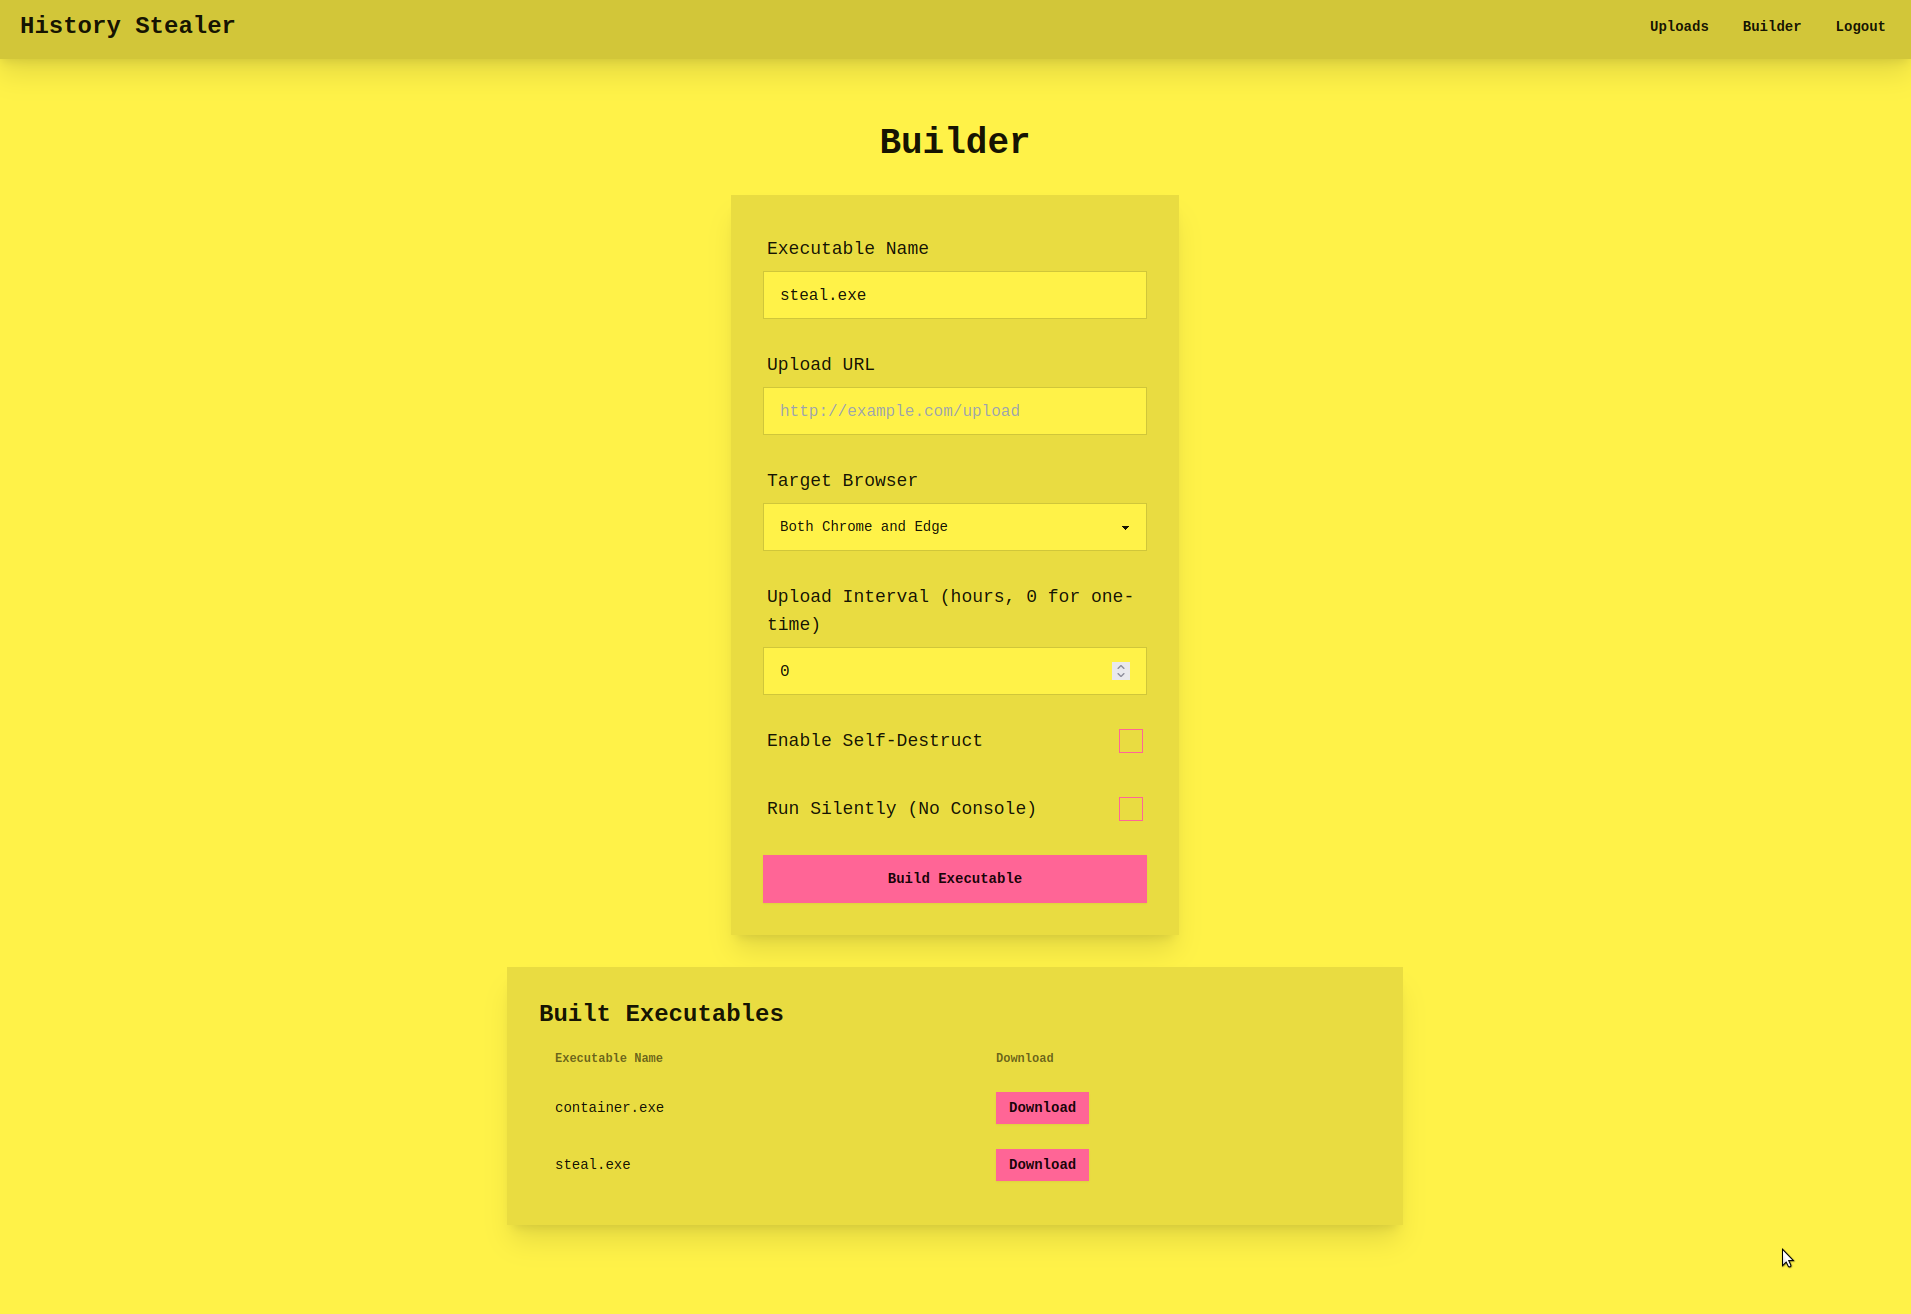 History Stealer
Uploads Builder Logout
Builder
Executable Name
steal.exe
Upload URL
http://example.com/upload
Target Browser
Both Chrome and Edge
Upload Interval (hours, 0 for one-
time)
0
Enable Self-Destruct
Run Silently (No Console)
Build Executable
Built Executables
Executable Name Download
container.exe Download
steal.exe Download